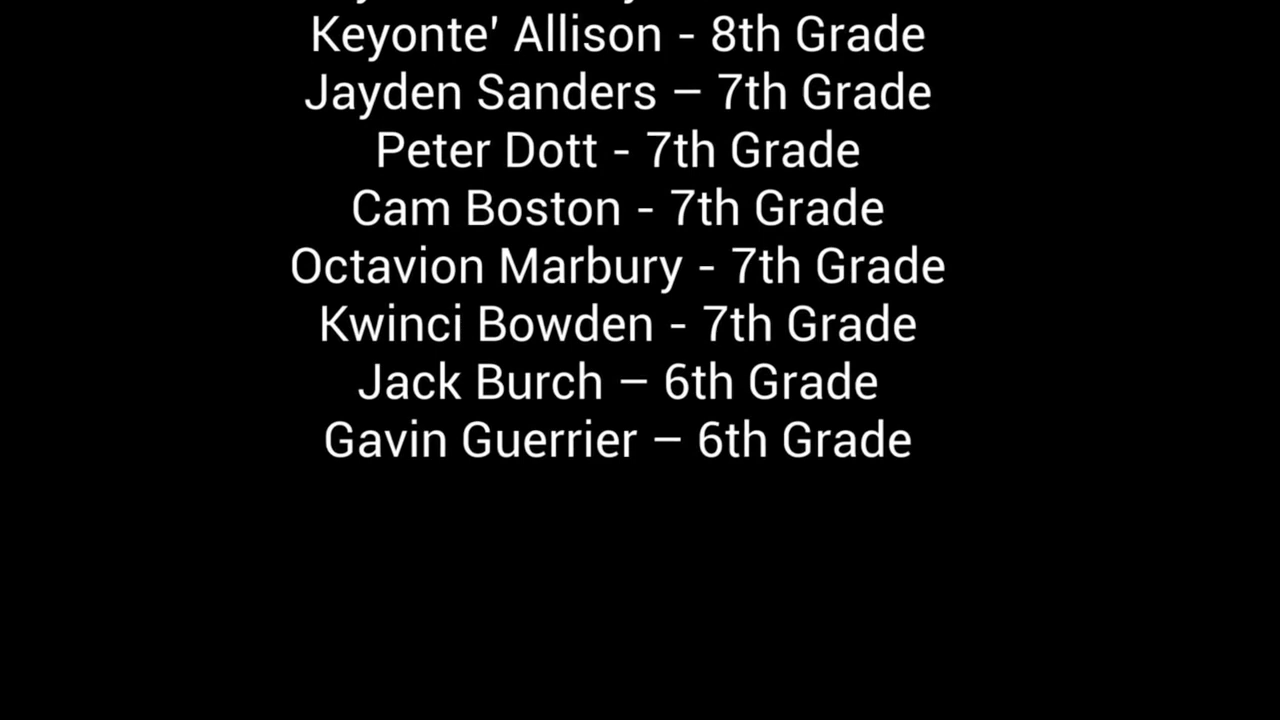 Keyonte' Allison - 8th Grade
Jayden Sanders – 7th Grade
Peter Dott - 7th Grade
Cam Boston - 7th Grade
Octavion Marbury - 7th Grade
Kwinci Bowden - 7th Grade
Jack Burch – 6th Grade
Gavin Guerrier – 6th Grade